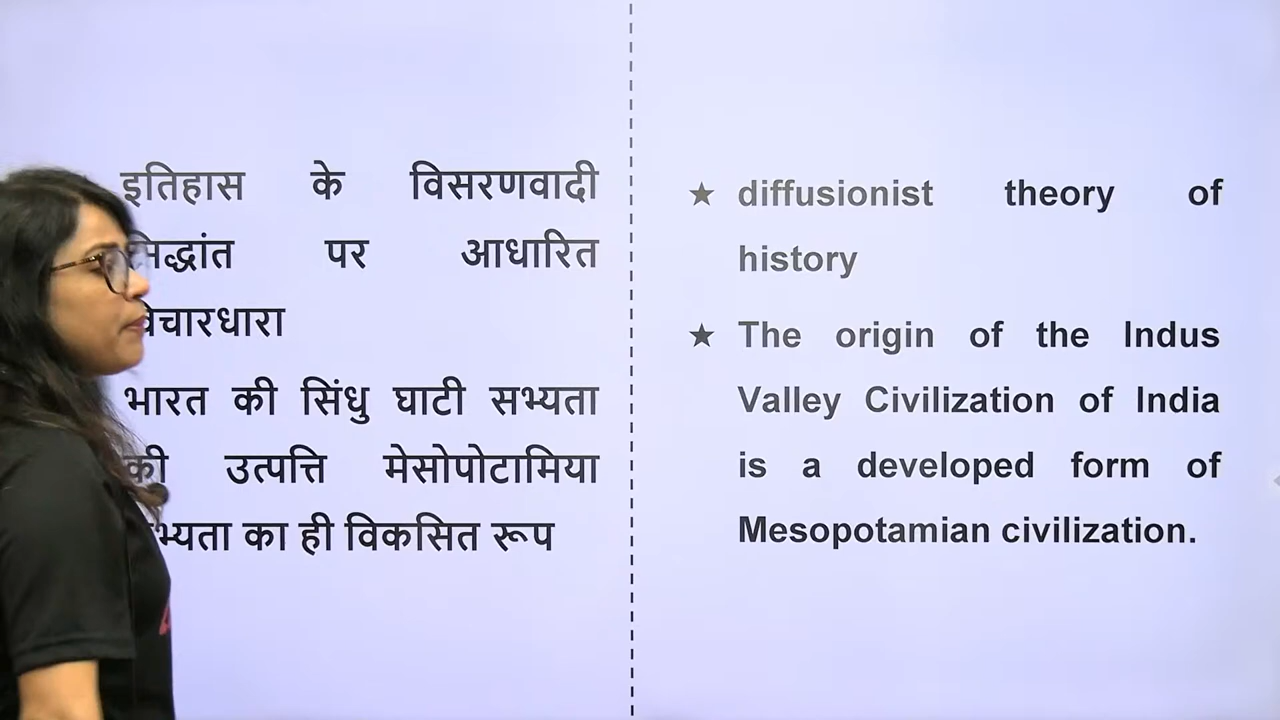 इतिहास के विसरणवादी
पर आधारित
भारत की सिंधु घाटी सभ्यता
की उत्पत्ति मेसोपोटामिया
का ही विकसित रूप
★ diffusionist theory of
history
★ The origin of the Indus
Valley Civilization of India
is a developed form of
Mesopotamian civilization.